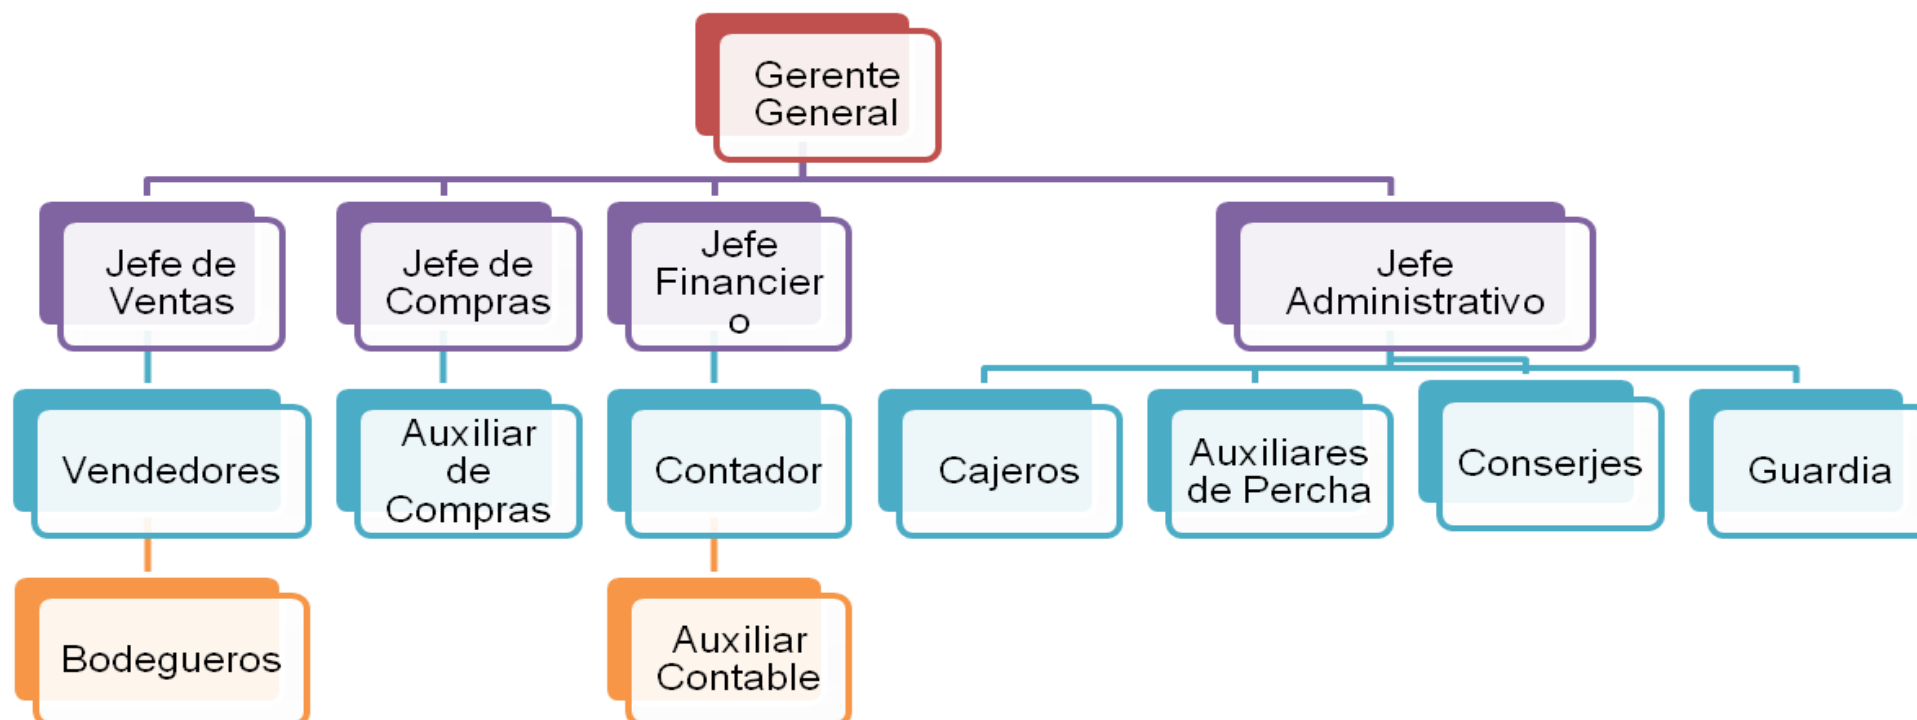 Gerente
General
Jefe de
Ventas
Jefe de
Compras
Jefe
Financier
o
Jefe
Administrativo
Vendedores
Auxiliar
de
Compras
Contador
Cajeros
Auxiliares
de Percha
Conserjes
Guardia
Bodegueros
Auxiliar
Contable